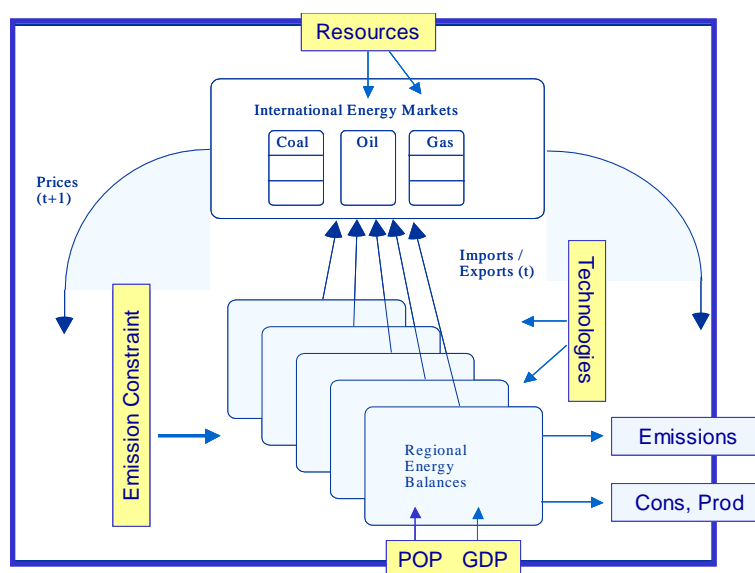 Resources
International Energy Markets
Coal
Oil
Gas
Prices
(t+1)
Imports /
Exports (t)
Technologies
Emission Constraint
Regional
Energy
Balances
Emissions
Cons, Prod
POP GDP